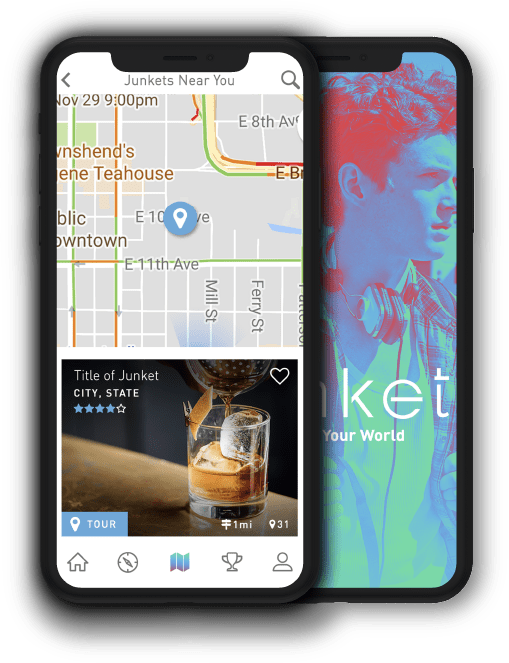 Junkets Near You
Nov 29 9:00pm
E 8th Ave
wnshend's
ene Teahouse
E Br
blic
E 10 ve
owntown
E 11th Ave
Mill St
Ferry St
Title of Junket
CITY, STATE
TOUR
1mi
31
nket
Your World